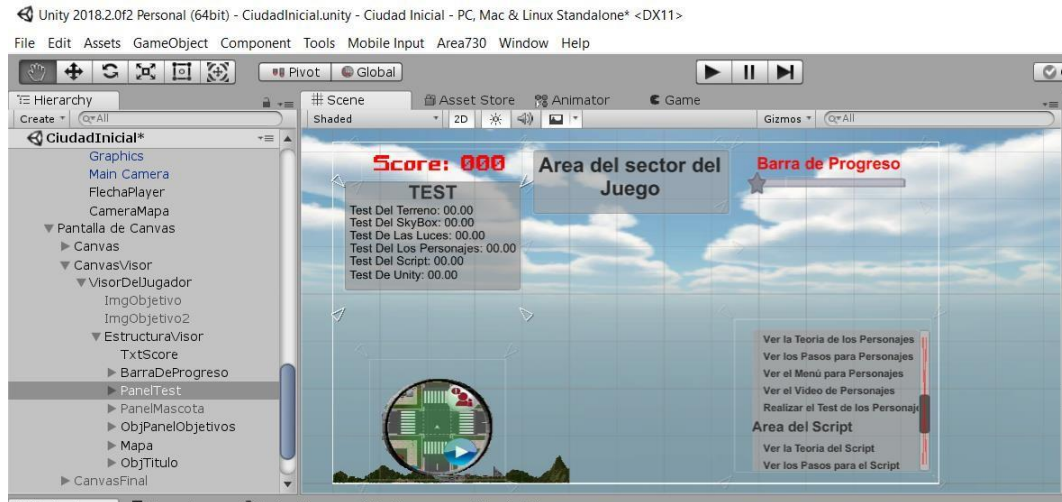 Unity 2018.2.0f2 Personal (64bit) - CiudadInicial.unity - Ciudad Inicial - PC, Mac & Linux Standalone* <DX11>
File Edit Assets GameObject Component Tools Mobile Input Area730 Window Help
Pivot Global
Hierarchy
Create All
CiudadInicial*
Graphics
Main Camera
FlechaPlayer
CameraMapa
Pantalla de Canvas
Canvas
CanvasVisor
VisorDelJugador
ImgObjetivo
ImgObjetivo2
EstructuraVisor
TxtScore
BarraDeProgreso
PanelTest
PanelMascota
ObjPanelObjetivos
Mapa
ObjTitulo
CanvasFinal
Scene Asset Store Animator Game
Shaded 2D Gizmos All
Score: 000
TEST
Test Del Terreno: 00.00
Test Del SkyBox: 00.00
Test De Las Luces: 00.00
Test Del Los Personajes: 00.00
Test Del Script: 00.00
Test De Unity: 00.00
Area del sector del
Juego
Barra de Progreso
Ver la Teoria de los Personajes
Ver los Pasos para Personajes
Ver el Menú para Personajes
Ver el Video de Personajes
Realizar el Test de los Personaje
Area del Script
Ver la Teoria del Script
Ver los Pasos para el Script